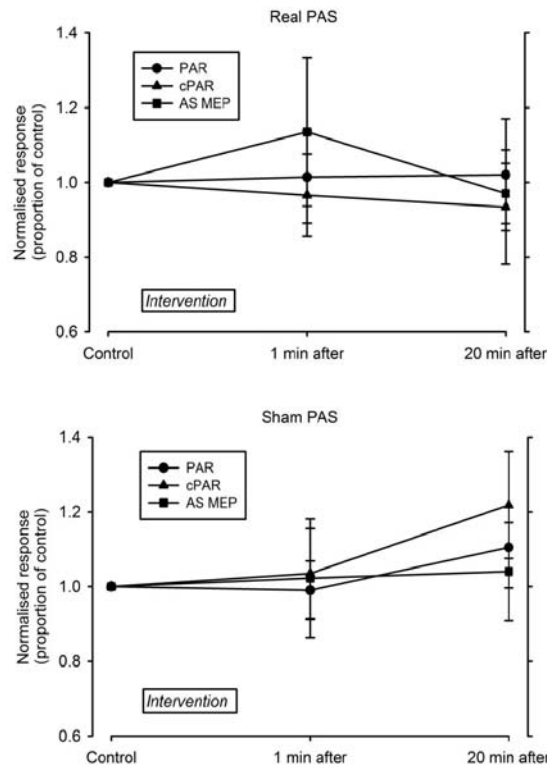 Real PAS
1.4
1.2
1.0
0.8
0.6
Normalised response
(proportion of control)
PAR
cPAR
AS MEP
Intervention
Control
1 min after
20 min after
Sham PAS
1.4
1.2
1.0
0.8
0.6
Normalised response
(proportion of control)
PAR
cPAR
AS MEP
Intervention
Control
1 min after
20 min after